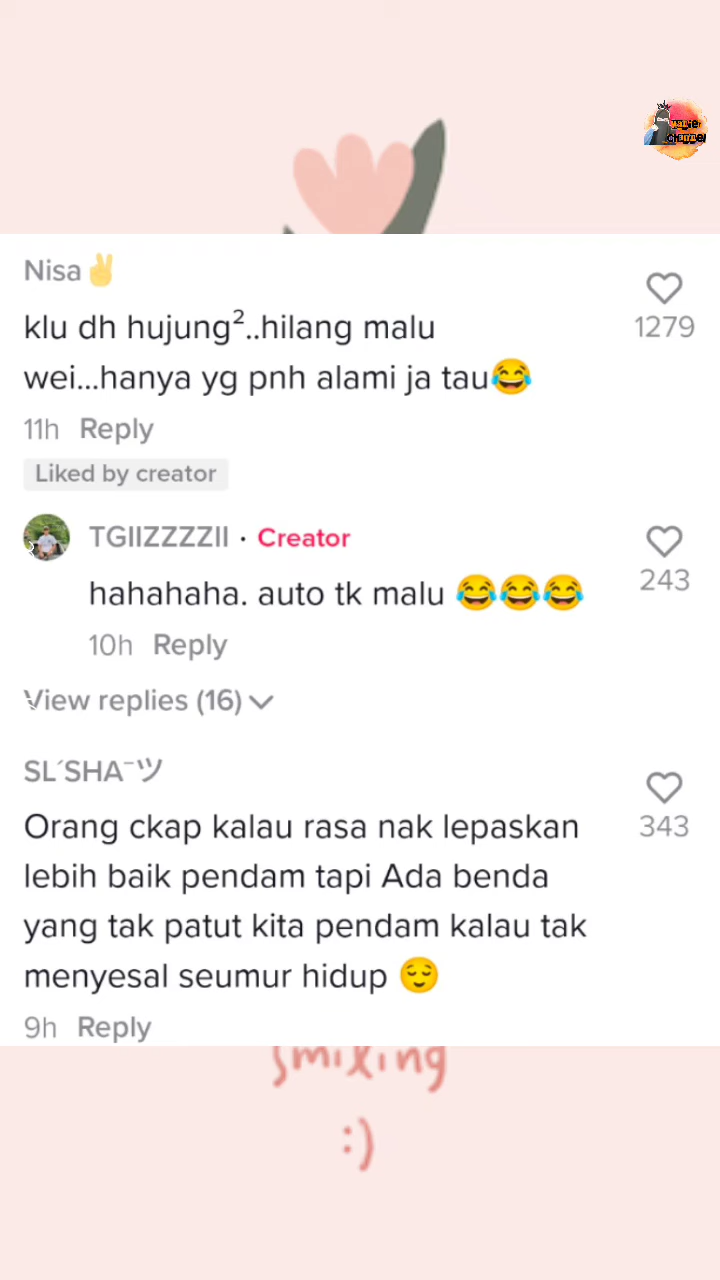 Nisa✌
1279
klu dh hujung²..hilang malu
wei...hanya yg pnh alami ja tau😂
11h Reply
Liked by creator
TGIIZZZZII · Creator
243
hahahaha. auto tk malu 😂😂😂
10h Reply
View replies (16)
SL´SHA¯ツ
343
Orang ckap kalau rasa nak lepaskan
lebih baik pendam tapi Ada benda
yang tak patut kita pendam kalau tak
menyesal seumur hidup 😌
9h Reply
smiling
:)